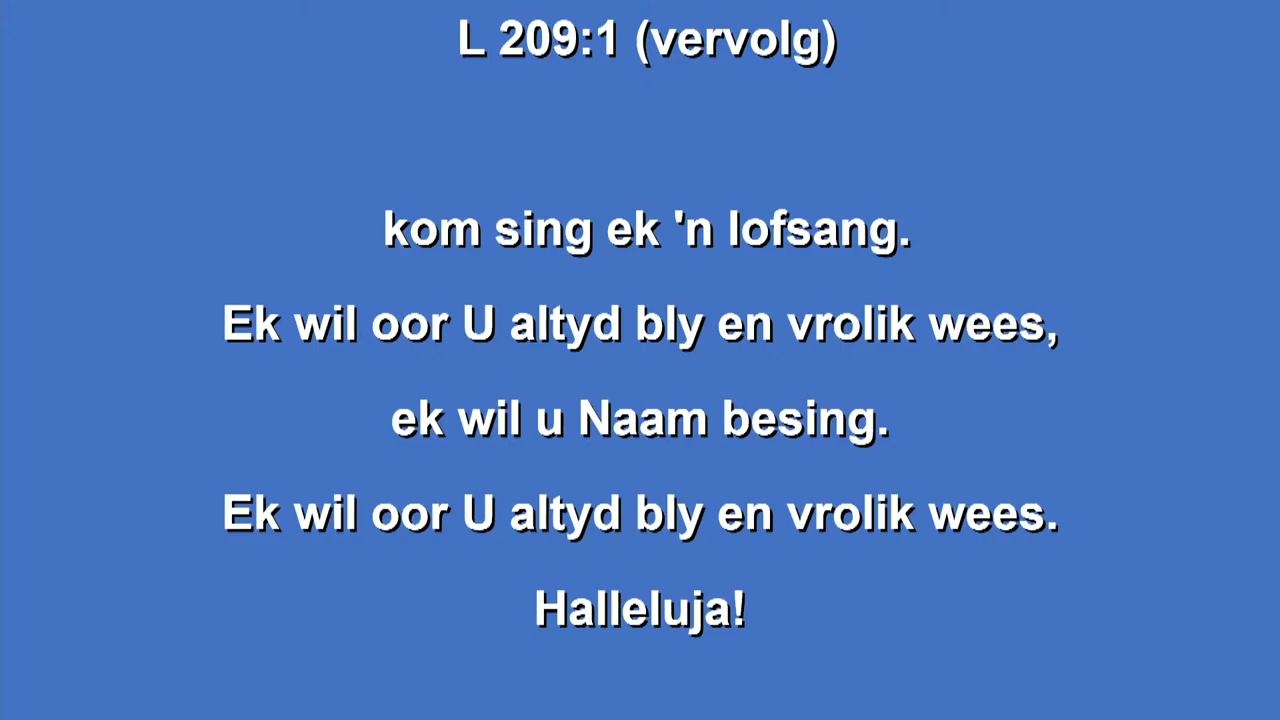 L 209:1 (vervolg)
kom sing ek 'n lofsang.
Ek wil oor U altyd bly en vrolik wees,
ek wil u Naam besing.
Ek wil oor U altyd bly en vrolik wees.
Halleluja!